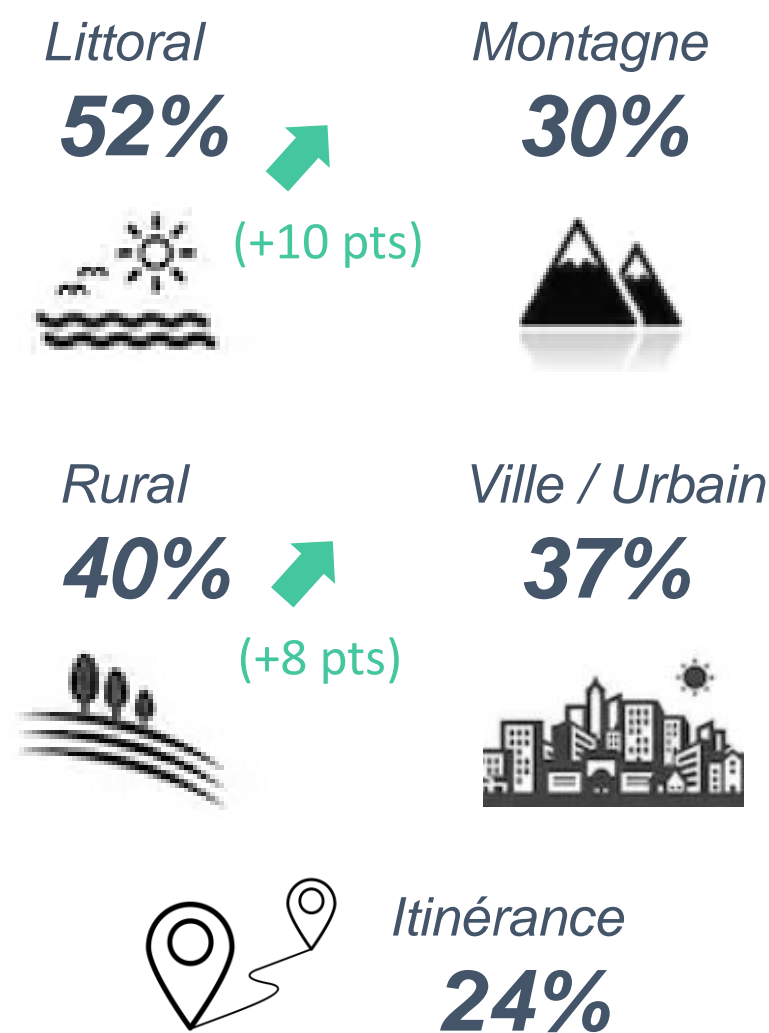 Littoral
52%
(+10 pts)
Montagne
30%
Rural
40%
(+8 pts)
Ville / Urbain
37%
Itinérance
24%